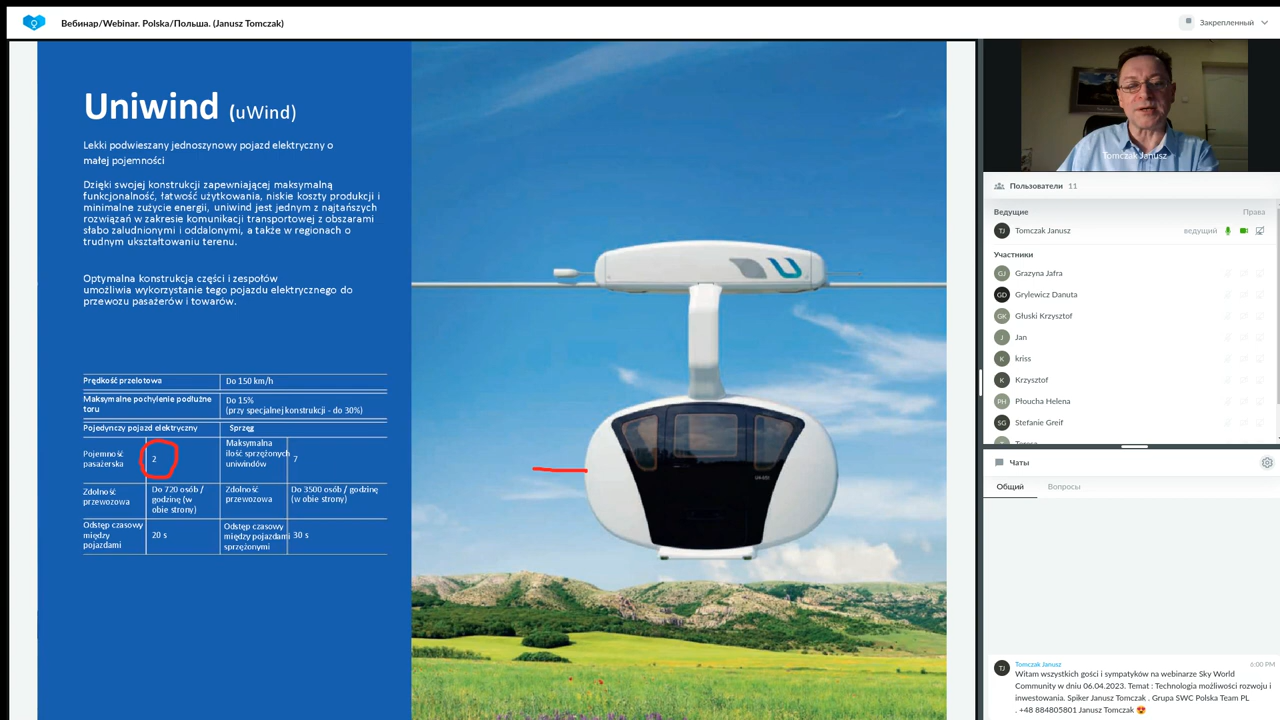 Вебинар/Webinar. Polska/Польша. (Janusz Tomczak)
Закрепленный
Uniwind (uWind)
Lekki podwieszany jednoszynowy pojazd elektryczny o
małej pojemności
Dzięki swojej konstrukcji zapewniającej maksymalną
funkcjonalność, łatwość użytkowania, niskie koszty produkcji i
minimalne zużycie energii, uniwind jest jednym z najtańszych
rozwiązań w zakresie komunikacji transportowej z obszarami
słabo zaludnionymi i oddalonymi, a także w regionach o
trudnym ukształtowaniu terenu.
Optymalna konstrukcja części i zespołów
umożliwia wykorzystanie tego pojazdu elektrycznego do
przewozu pasażerów i towarów.
Prędkość przelotowa
Do 150 km/h
Maksymalne pochylenie podłużne
toru
Do 15%
(przy specjalnej konstrukcji - do 30%)
Pojedynczy pojazd elektryczny
Sprzęg
Pojemność
pasażerska
2
Maksymalna
ilość sprzężonych
uniwindów
7
Zdolność
przewozowa
Do 720 osób /
godzinę (w
obie strony)
Zdolność
przewozowa
Do 3500 osób / godzinę
(w obie strony)
Odstęp czasowy
między
pojazdami
20 s
Odstęp czasowy
między pojazdami
sprzężonymi
30 s
Tomczak Janusz
Пользователи 11
Ведущие
Права
TJ Tomczak Janusz ведущий
Участники
GJ Grazyna Jafra
GD Grylewicz Danuta
GK Głuski Krzysztof
J Jan
K kriss
K Krzysztof
PH Płoucha Helena
SG Stefanie Greif
Чаты
Общий
Вопросы
TJ Tomczak Janusz 6:00 PM
Witam wszystkich gości i sympatyków na webinarze Sky World
Community w dniu 06.04.2023. Temat : Technologia możliwości rozwoju i
inwestowania. Spiker Janusz Tomczak . Grupa SWC Polska Team PL
. +48 884805801 Janusz Tomczak 😍